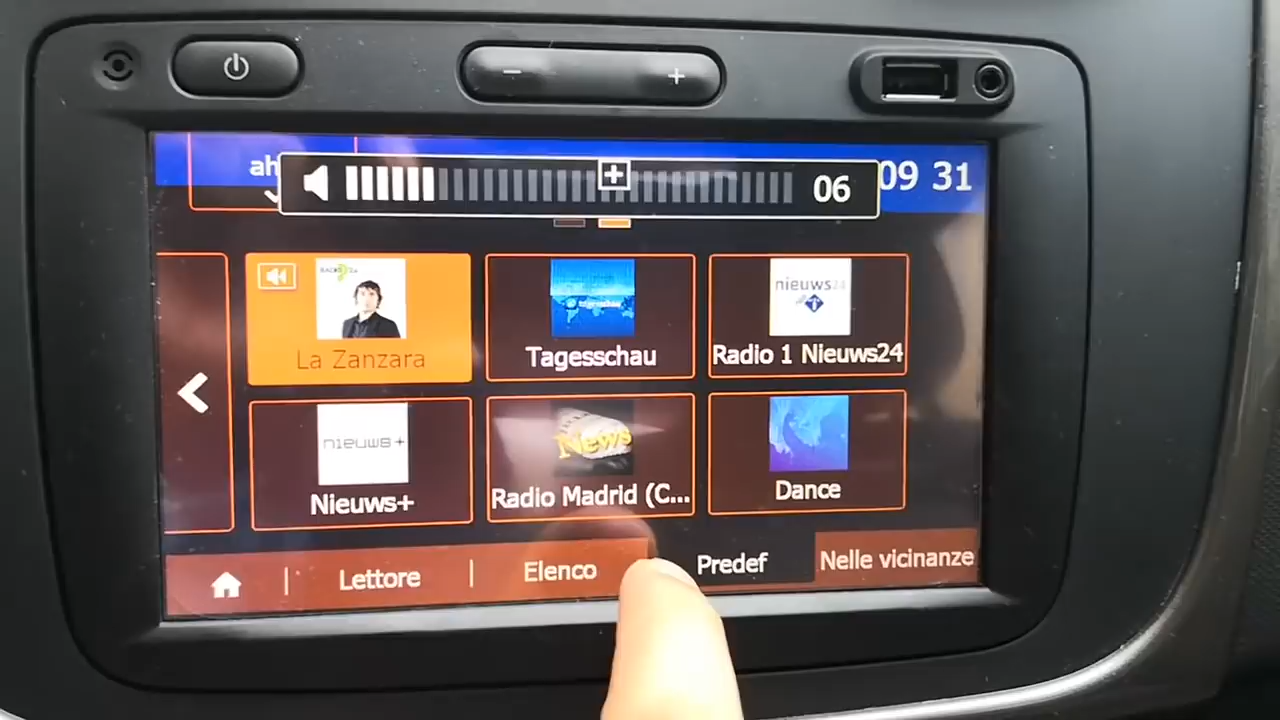 ah
06
09 31
La Zanzara
Tagesschau
nieuws24
Radio 1 Nieuws24
nieuws+
Nieuws+
News
Radio Madrid (C...
Dance
Lettore
Elenco
Predef
Nelle vicinanze